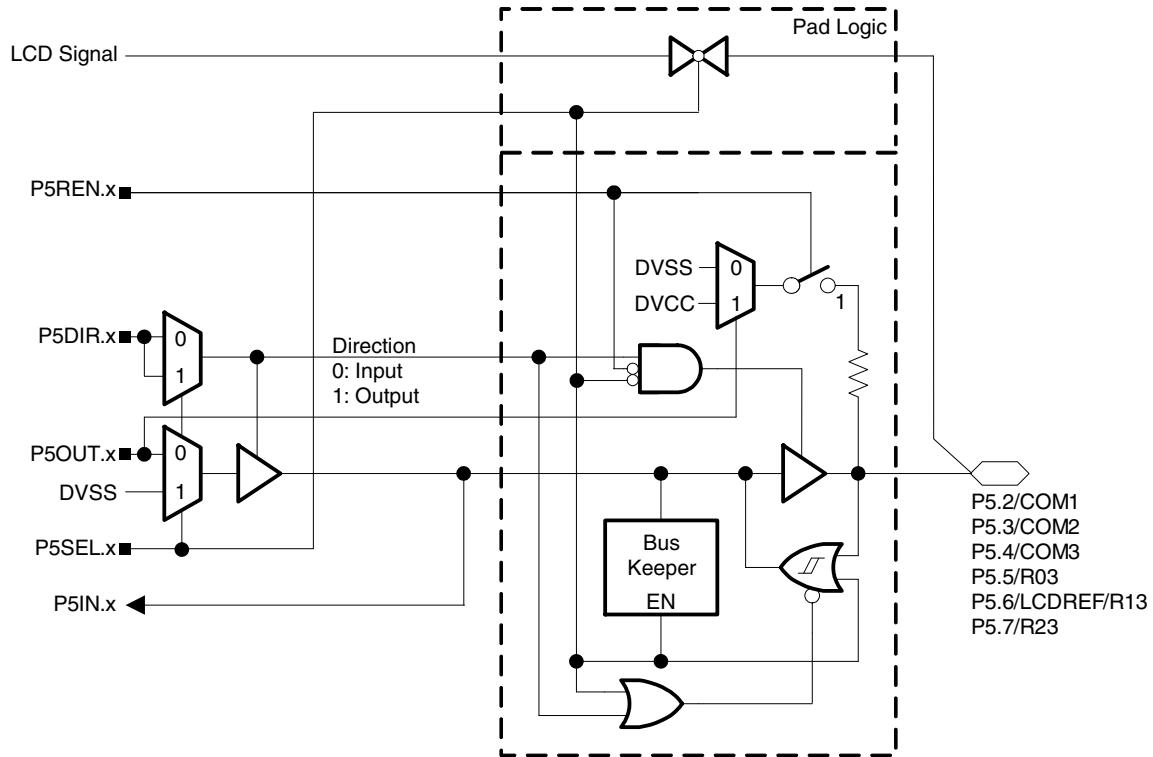 Pad Logic
LCD Signal
P5REN.x
DVSS
0
DVCC
1
1
P5DIR.x
0
1
Direction
0: Input
1: Output
P5OUT.x
0
DVSS
1
P5SEL.x
P5IN.x
Bus
Keeper
EN
P5.2/COM1
P5.3/COM2
P5.4/COM3
P5.5/R03
P5.6/LCDREF/R13
P5.7/R23